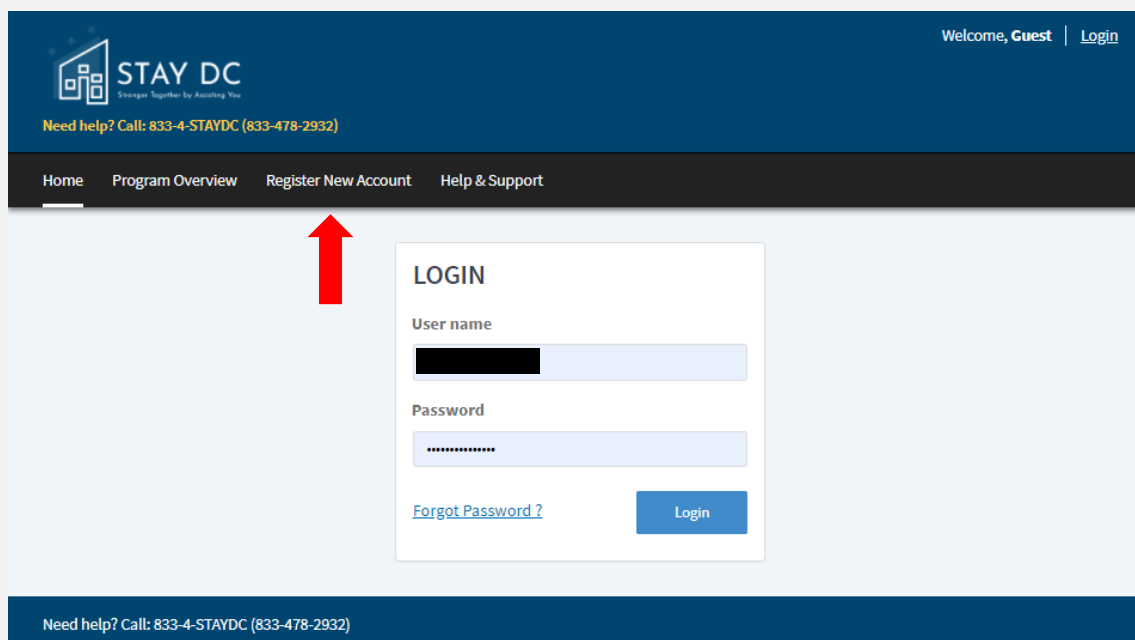 Welcome, Guest | Login
STAY DC
Stronger Together by Assisting You
Need help? Call: 833-4-STAYDC (833-478-2932)
Home Program Overview Register New Account Help & Support
LOGIN
User name
Password
•••••••••••••••
Forgot Password ? Login
Need help? Call: 833-4-STAYDC (833-478-2932)